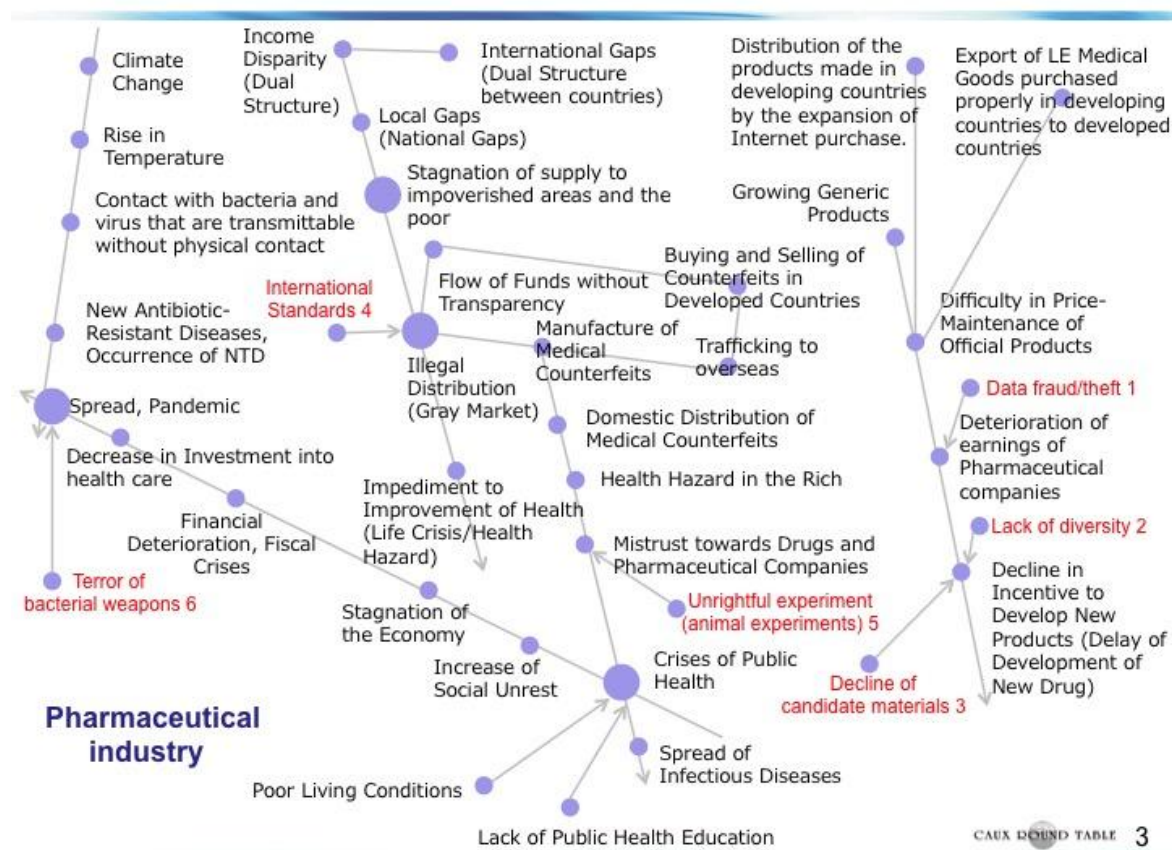 Climate
Change
Rise in
Temperature
Contact with bacteria and
virus that are transmittable
without physical contact
New Antibiotic-
Resistant Diseases,
Occurrence of NTD
Spread, Pandemic
Decrease in Investment into
health care
Financial
Deterioration, Fiscal
Crises
Terror of
bacterial weapons 6
Income
Disparity
(Dual
Structure)
International Gaps
(Dual Structure
between countries)
Local Gaps
(National Gaps)
Stagnation of supply to
impoverished areas and the
poor
International
Standards 4
Flow of Funds without
Transparency
Buying and Selling of
Counterfeits in
Developed Countries
Manufacture of
Medical
Counterfeits
Trafficking to
overseas
Illegal
Distribution
(Gray Market)
Domestic Distribution of
Medical Counterfeits
Health Hazard in the Rich
Impediment to
Improvement of Health
(Life Crisis/Health
Hazard)
Mistrust towards Drugs and
Pharmaceutical Companies
Unrightful experiment
(animal experiments) 5
Stagnation of
the Economy
Increase of
Social Unrest
Crises of Public
Health
Spread of
Infectious Diseases
Poor Living Conditions
Lack of Public Health Education
Distribution of the
products made in
developing countries
by the expansion of
Internet purchase.
Export of LE Medical
Goods purchased
properly in developing
countries to developed
countries
Growing Generic
Products
Difficulty in Price-
Maintenance of
Official Products
Data fraud/theft 1
Deterioration of
earnings of
Pharmaceutical
companies
Lack of diversity 2
Decline in
Incentive to
Develop New
Products (Delay of
Development of
New Drug)
Decline of
candidate materials 3
Pharmaceutical
industry
CAUX ROUND TABLE 3